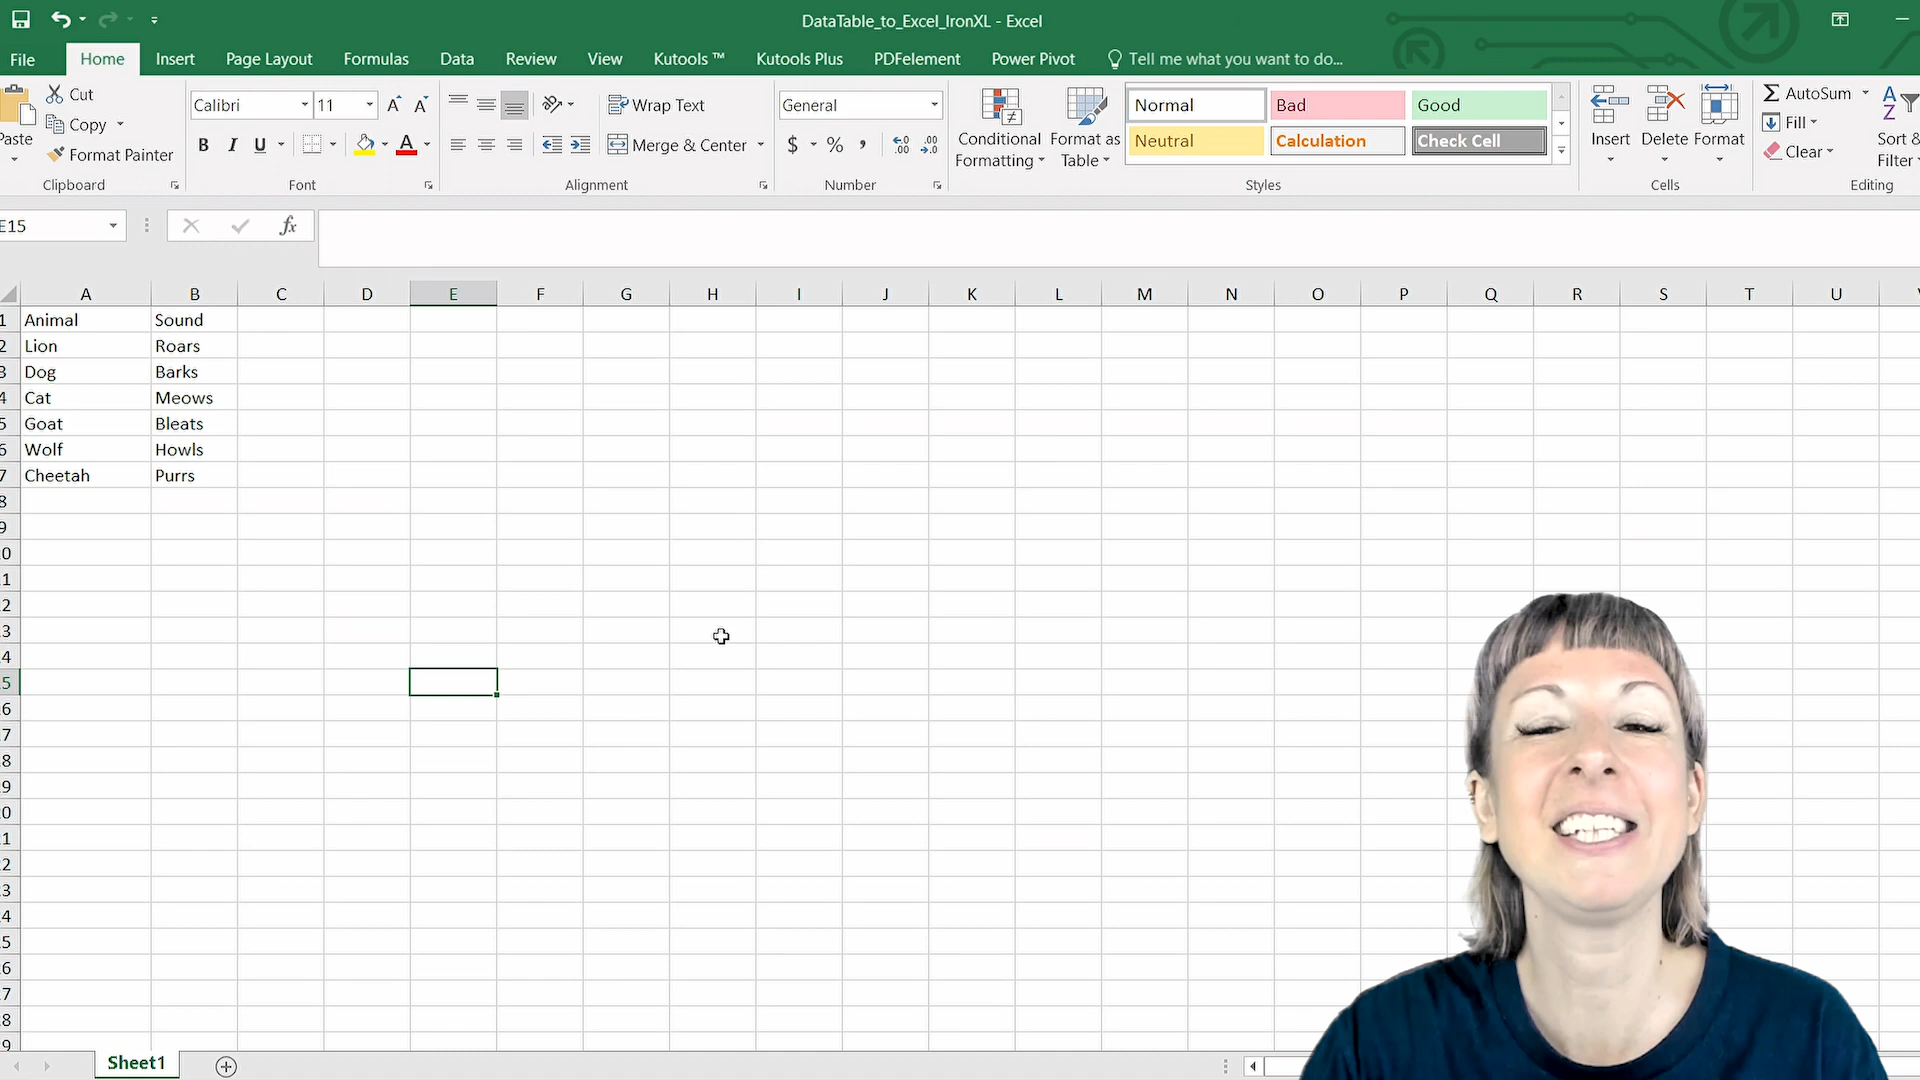 DataTable_to_Excel_IronXL - Excel
File Home Insert Page Layout Formulas Data Review View Kutools ™ Kutools Plus PDFelement Power Pivot Tell me what you want to do...
Cut
Copy
Format Painter
Paste
Clipboard
Calibri 11
B I U A
Font
Wrap Text
Merge & Center
Alignment
General
$ % ,
Number
Conditional Formatting
Format as Table
Normal Bad Good
Neutral Calculation Check Cell
Styles
Insert Delete Format
Cells
AutoSum
Fill
Clear
Sort &
Filter
Editing
E15
fx
A B C D E F G H I J K L M N O P Q R S T U
1 Animal Sound
2 Lion Roars
3 Dog Barks
4 Cat Meows
5 Goat Bleats
6 Wolf Howls
7 Cheetah Purrs
8
9
0
1
2
3
4
5
6
7
8
9
0
1
2
3
4
5
6
7
8
9
Sheet1